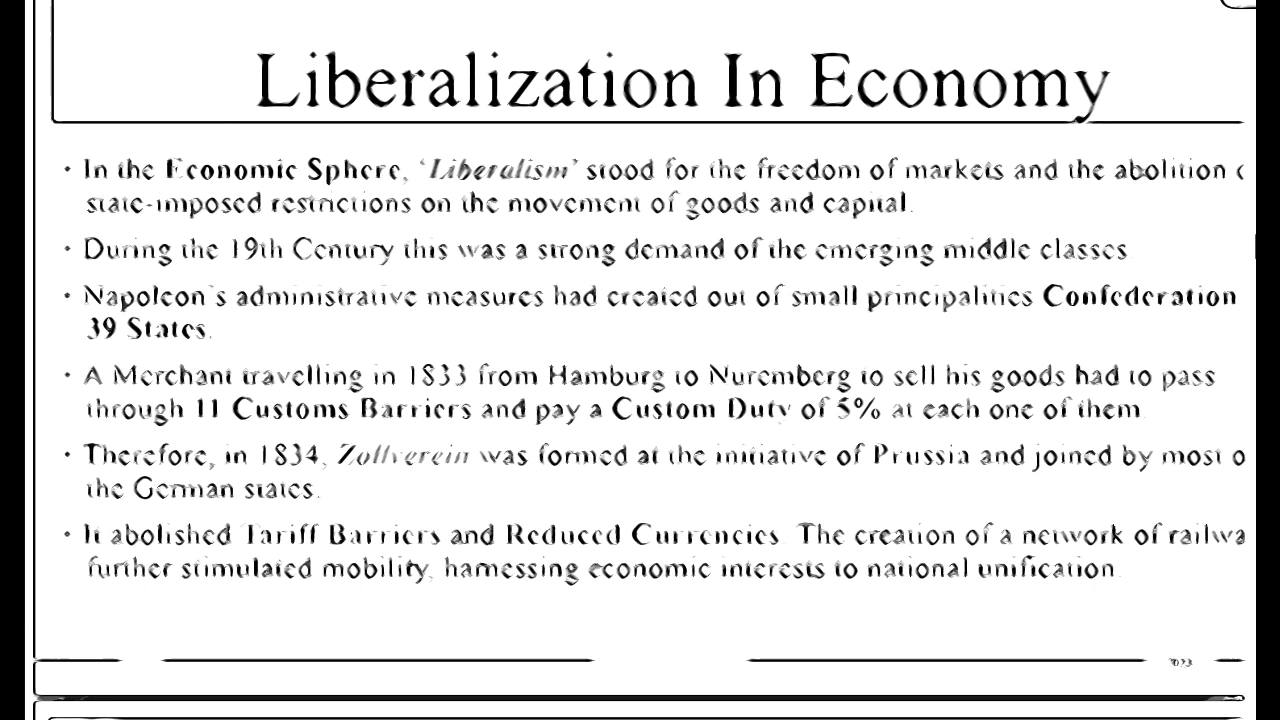 Liberalization In Economy
• In the Economic Sphere, 'Liberalism' stood for the freedom of markets and the abolition
state-imposed restrictions on the movement of goods and capital.
• During the 19th Century this was a strong demand of the emerging middle classes.
• Napoleon's administrative measures had created out of small principalities Confederation
39 States.
• A Merchant travelling in 1833 from Hamburg to Nuremberg to sell his goods had to pass
through 11 Customs Barriers and pay a Custom Duty of 5% at each one of them.
• Therefore, in 1834, Zollverein was formed at the initiative of Prussia and joined by most o
the German states.
• It abolished Tariff Barriers and Reduced Currencies. The creation of a network of railwa
further stimulated mobility, harnessing economic interests to national unification.